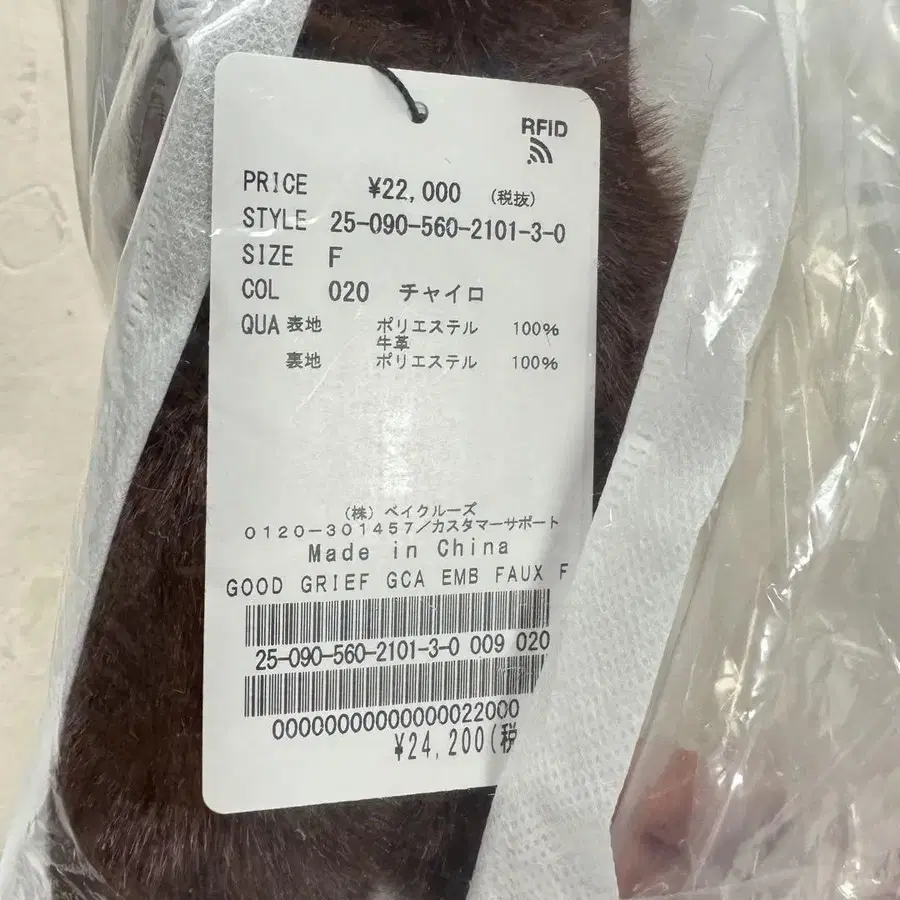 RFID
PRICE ¥22,000 (税抜)
STYLE 25-090-560-2101-3-0
SIZE F
COL 020 チャイロ
QUA 表地 ポリエステル 100%
牛革
裏地 ポリエステル 100%
(株) ベイクルーズ
0120-301457/カスタマーサポート
Made in China
GOOD GRIEF GCA EMB FAUX F
25-090-560-2101-3-0 009 020
00000000000000022000
¥24,200(税